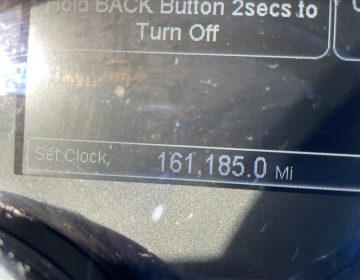 Hold BACK Button 2secs to
Turn Off
Set Clock, 161,185.0 Mi